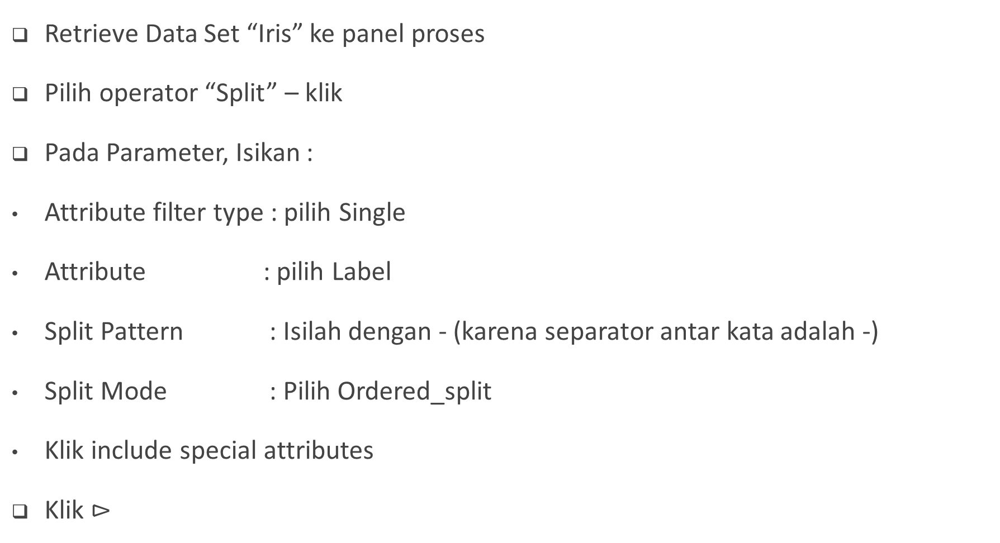 ❑ Retrieve Data Set “Iris” ke panel proses
❑ Pilih operator “Split” – klik
❑ Pada Parameter, Isikan :
• Attribute filter type : pilih Single
• Attribute : pilih Label
• Split Pattern : Isilah dengan - (karena separator antar kata adalah -)
• Split Mode : Pilih Ordered_split
• Klik include special attributes
❑ Klik ▻